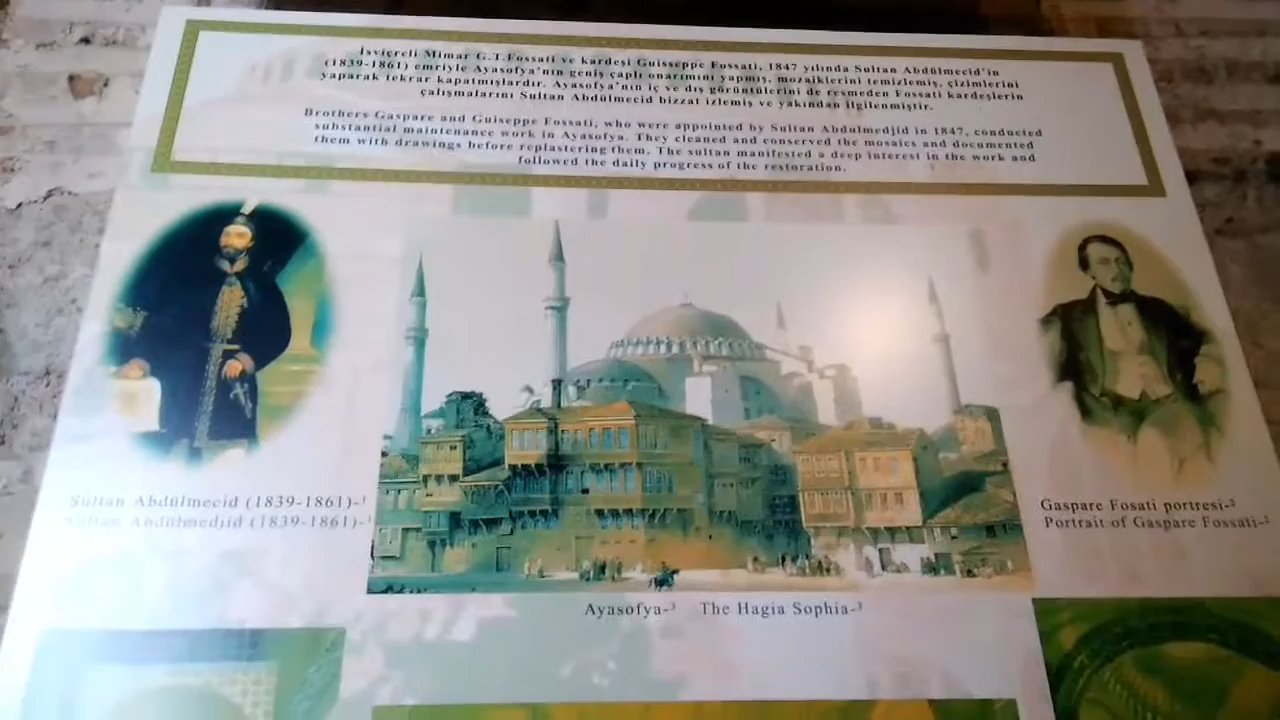 İsviçreli Mimar G.T.Fossati ve kardeşi Guisseppe Fossati, 1847 yılında Sultan Abdülmecid'in
(1839-1861) emriyle Ayasofya'nın geniş çaplı onarımını yapmış, mozaiklerini temizlemiş, çizimlerini
yaparak tekrar kapatmışlardır. Ayasofya'nın iç ve dış görüntülerini de resmeden Fossati kardeşlerin
çalışmalarını Sultan Abdülmecid bizzat izlemiş ve yakından ilgilenmiştir.
Brothers Gaspare and Guiseppe Fossati, who were appointed by Sultan Abdulmedjid in 1847, conducted
substantial maintenance work in Ayasofya. They cleaned and conserved the mosaics and documented
them with drawings before replastering them. The sultan manifested a deep interest in the work and
followed the daily progress of the restoration.
Sultan Abdülmecid (1839-1861)-¹
Sultan Abdülmedjid (1839-1861)-¹
Gaspare Fosati portresi-²
Portrait of Gaspare Fossati-²
Ayasofya-³ The Hagia Sophia-³